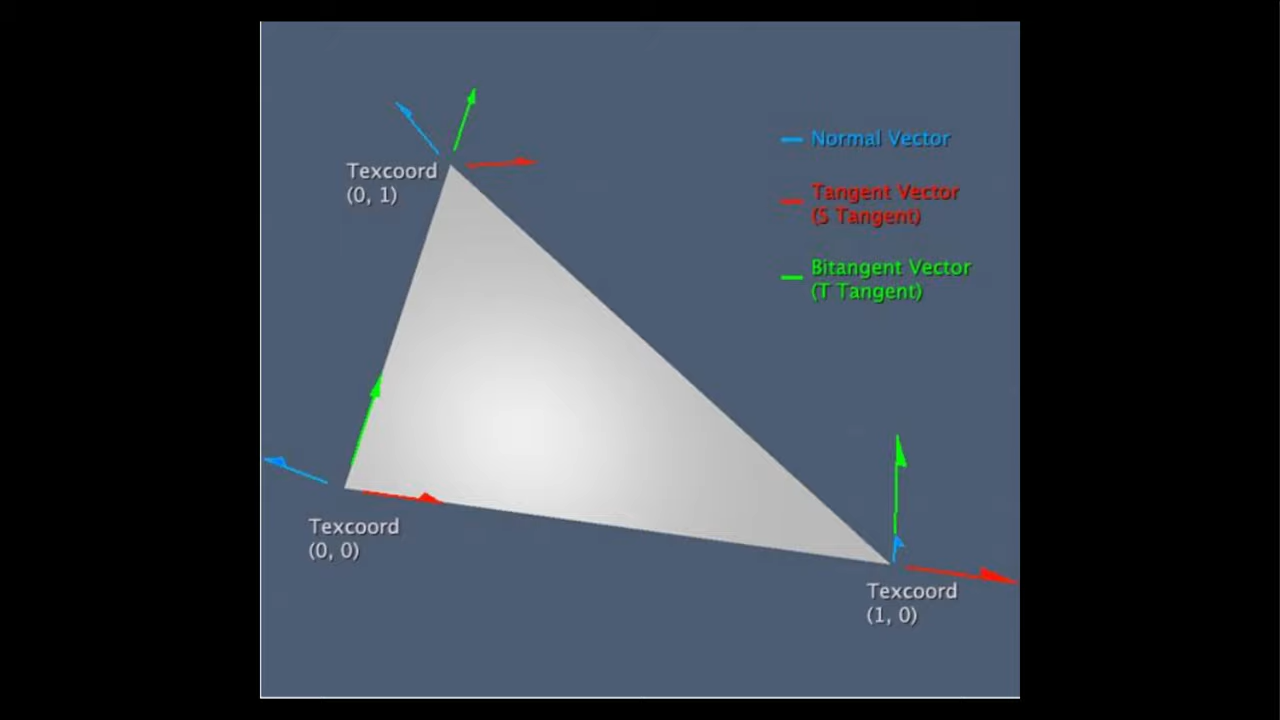 Texcoord
(0, 1)
Normal Vector
Tangent Vector
(S Tangent)
Bitangent Vector
(T Tangent)
Texcoord
(0, 0)
Texcoord
(1, 0)